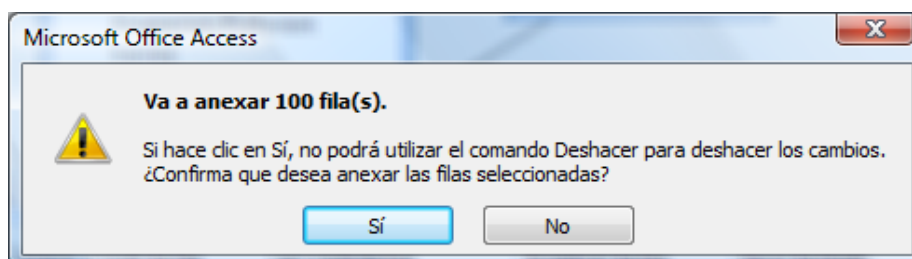 Microsoft Office Access
Va a anexar 100 fila(s).
Si hace clic en Sí, no podrá utilizar el comando Deshacer para deshacer los cambios.
¿Confirma que desea anexar las filas seleccionadas?
Sí
No